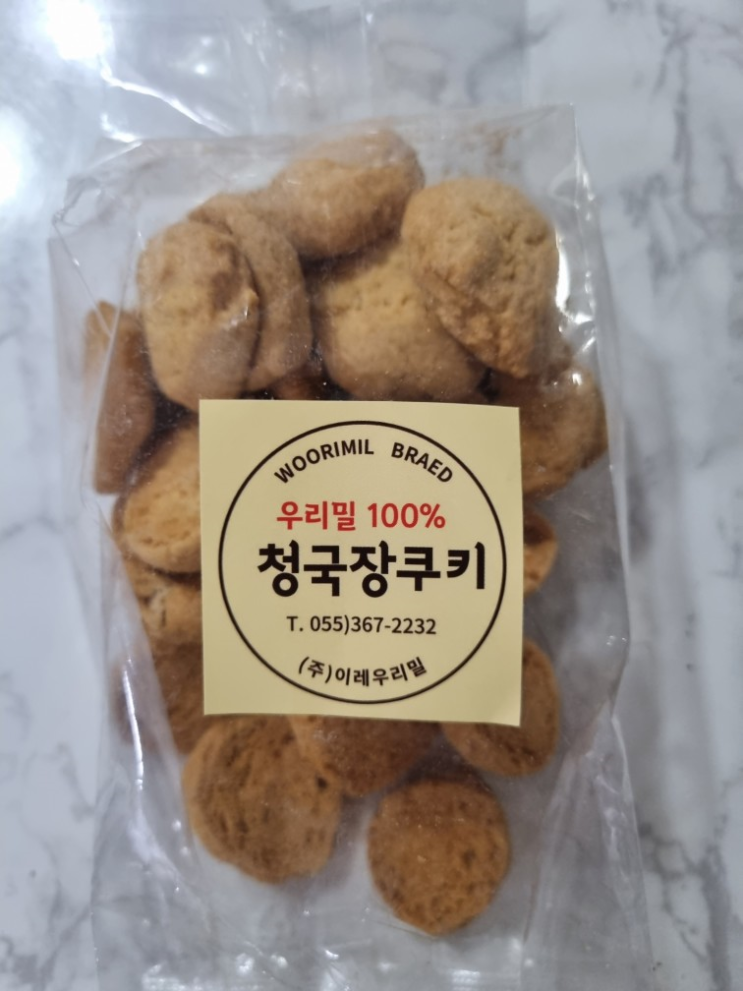 WOORIMIL BRAED
우리밀 100%
청국장쿠키
T. 055)367-2232
(주)이레우리밀